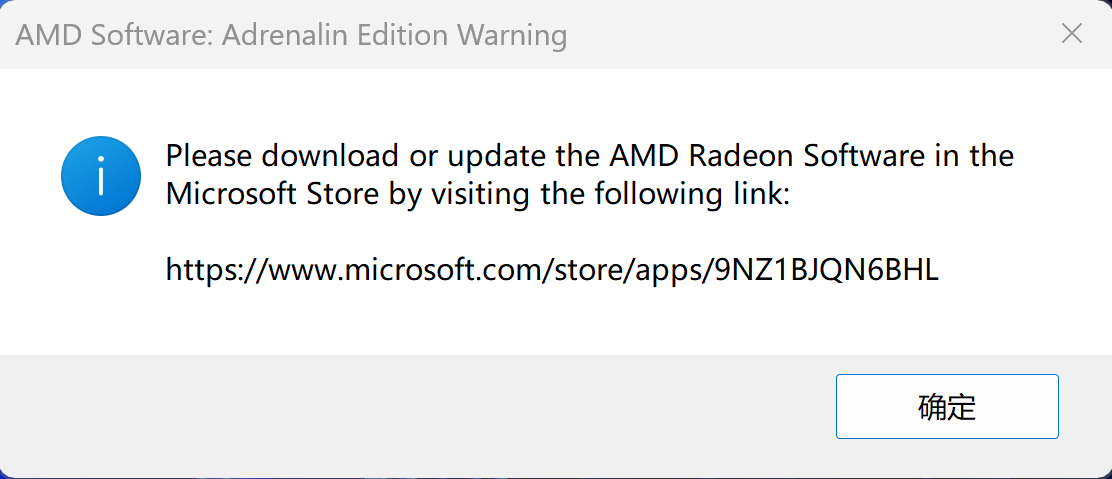 AMD Software: Adrenalin Edition Warning
Please download or update the AMD Radeon Software in the
Microsoft Store by visiting the following link:
https://www.microsoft.com/store/apps/9NZ1BJQN6BHL
确定